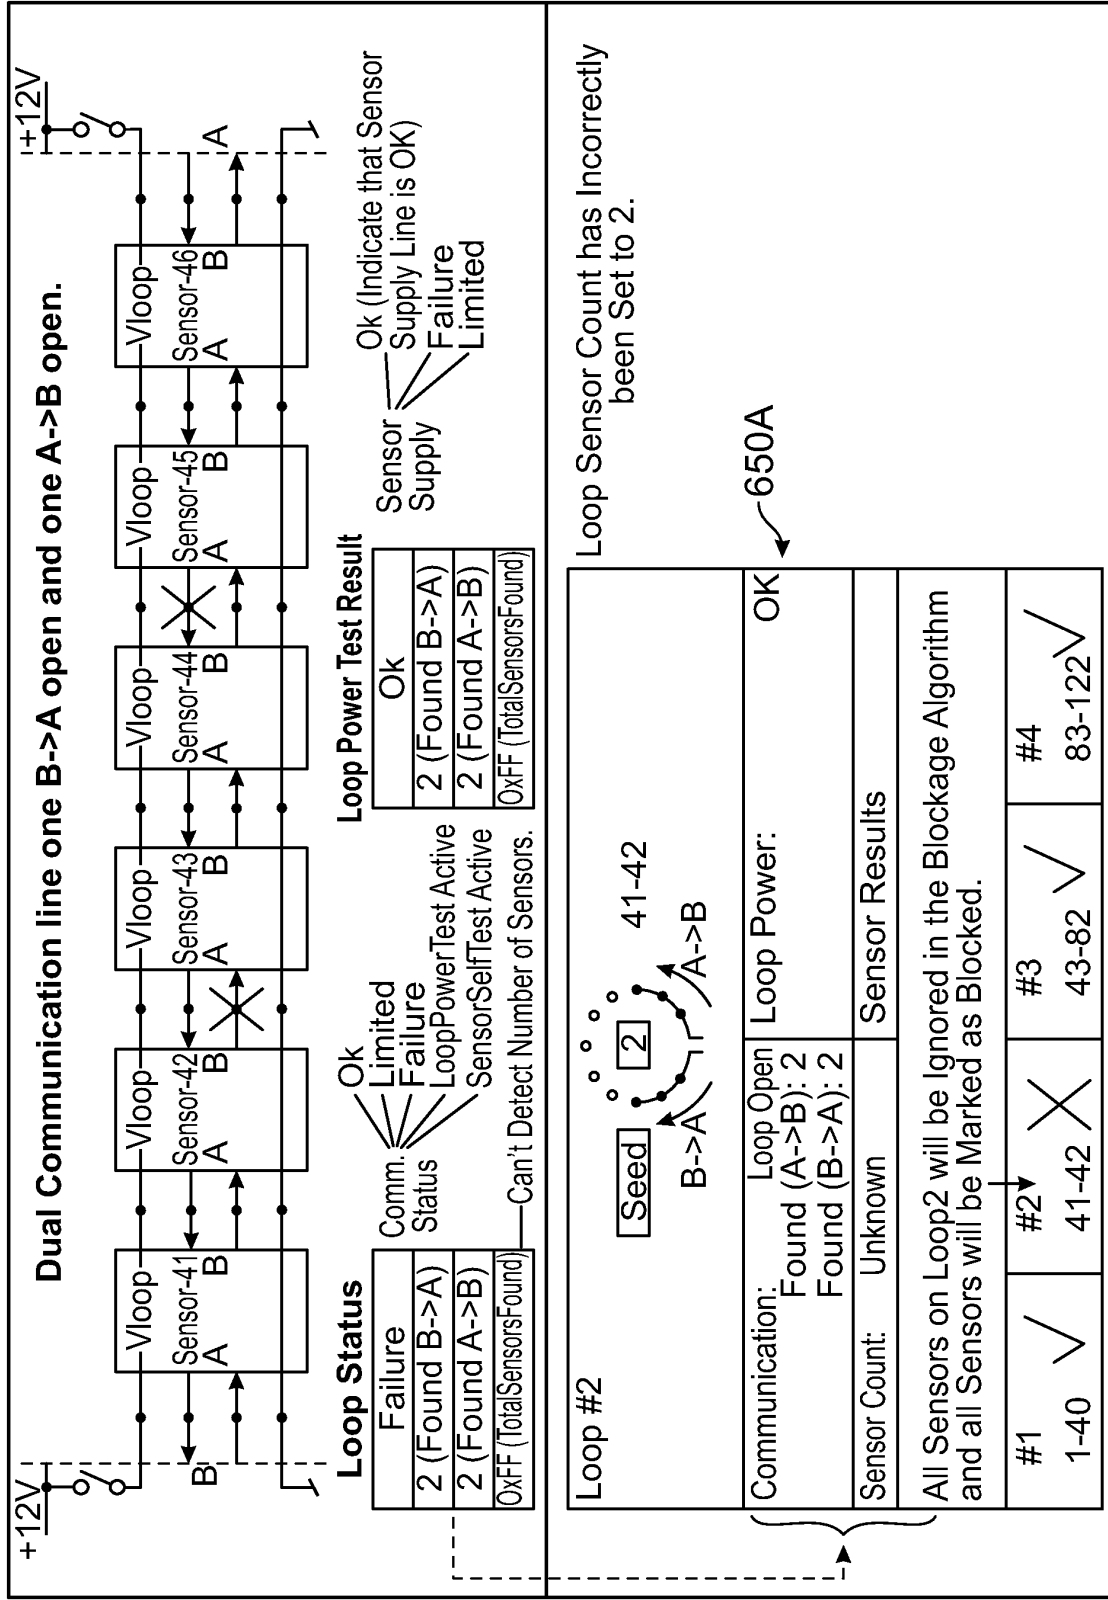 Dual Communication line one B->A open and one A->B open.
+12V
+12V
Vloop
Vloop
Vloop
Vloop
Vloop
Vloop
Sensor-41
Sensor-42
Sensor-43
Sensor-44
Sensor-45
Sensor-46
B
A B
A B
A B
A B
A B
A B
A
Loop Status
Failure
2 (Found B->A)
2 (Found A->B)
OxFF (TotalSensorsFound)
Comm.
Status
Ok
Limited
Failure
LoopPowerTest Active
SensorSelfTest Active
Can't Detect Number of Sensors.
Loop Power Test Result
Ok
2 (Found B->A)
2 (Found A->B)
OxFF (TotalSensorsFound)
Sensor
Supply
Ok (Indicate that Sensor
Supply Line is OK)
Failure
Limited
Loop #2
Seed
2
41-42
B->A
A->B
Loop Sensor Count has Incorrectly
been Set to 2.
650A
Communication: Loop Open
Found (A->B): 2
Found (B->A): 2
Loop Power: OK
Sensor Count: Unknown
Sensor Results
All Sensors on Loop2 will be Ignored in the Blockage Algorithm
and all Sensors will be Marked as Blocked.
#1
1-40
#2
41-42
#3
43-82
#4
83-122